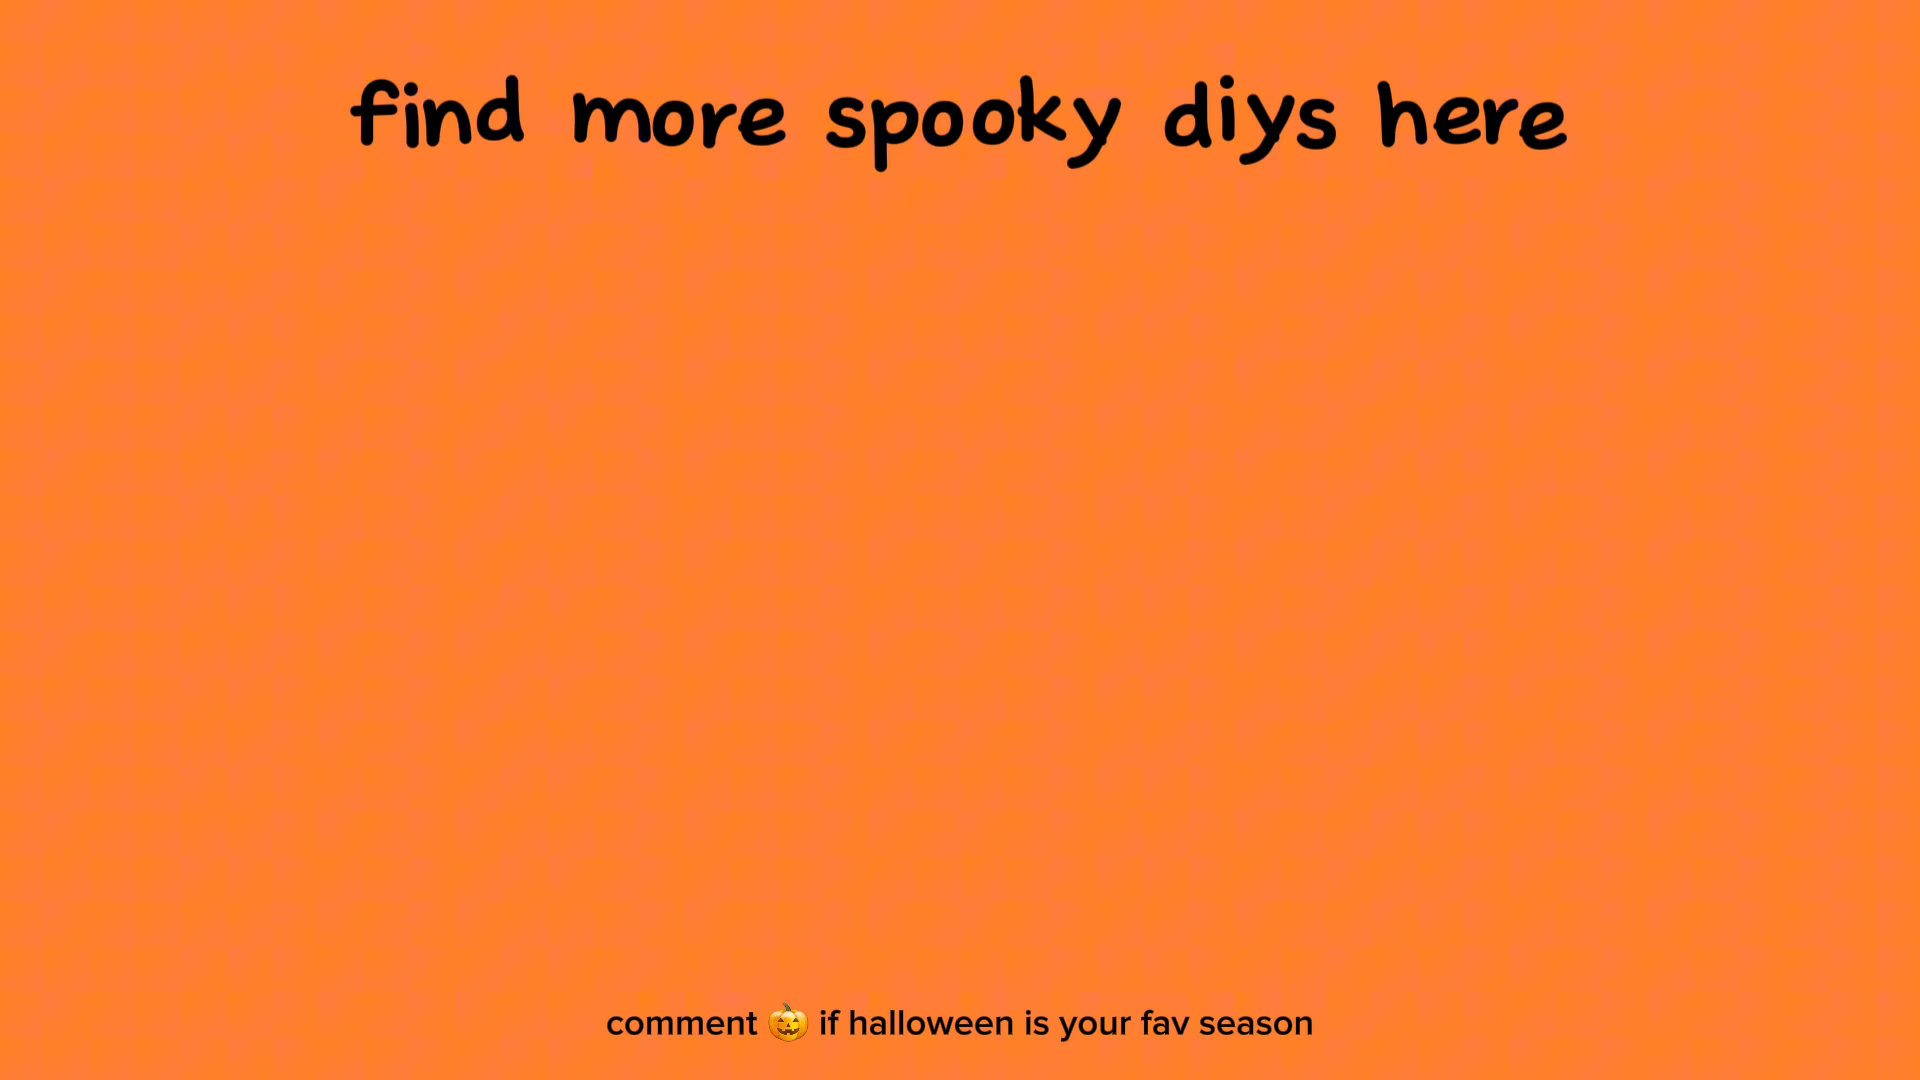 find more spooky diys here
comment 🎃 if halloween is your fav season